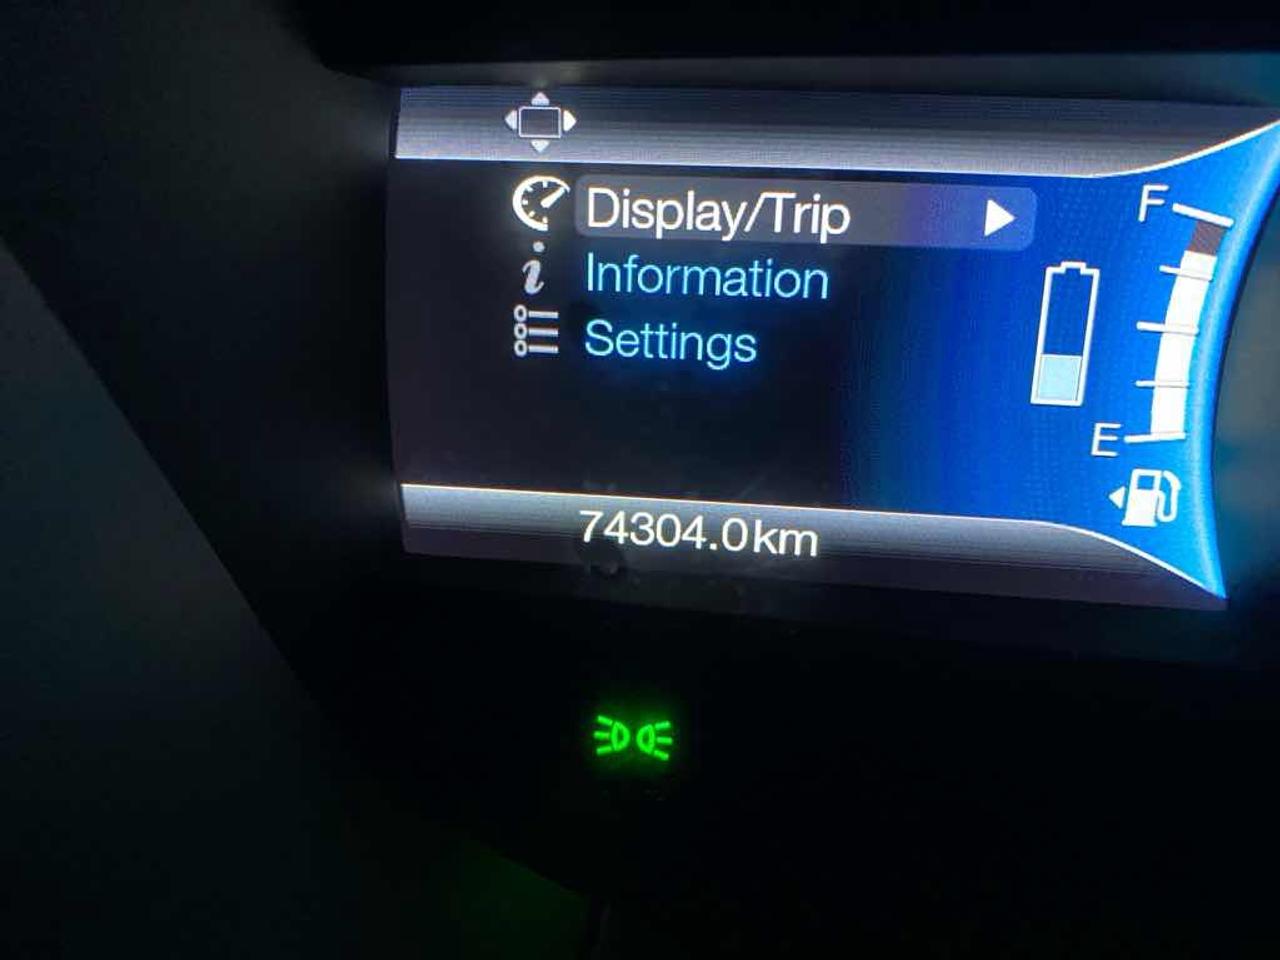 Display/Trip
Information
Settings
F
E
74304.0km